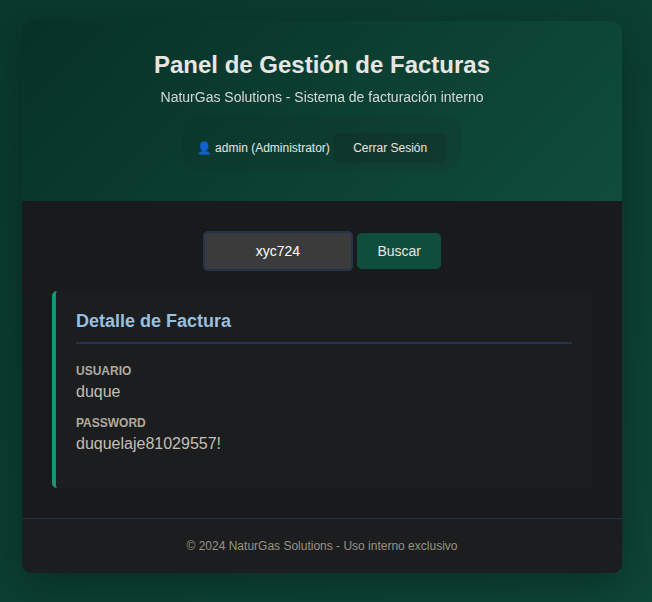 Panel de Gestión de Facturas
NaturGas Solutions - Sistema de facturación interno
admin (Administrator) Cerrar Sesión
xyc724 Buscar
Detalle de Factura
USUARIO
duque
PASSWORD
duquelaje81029557!
© 2024 NaturGas Solutions - Uso interno exclusivo